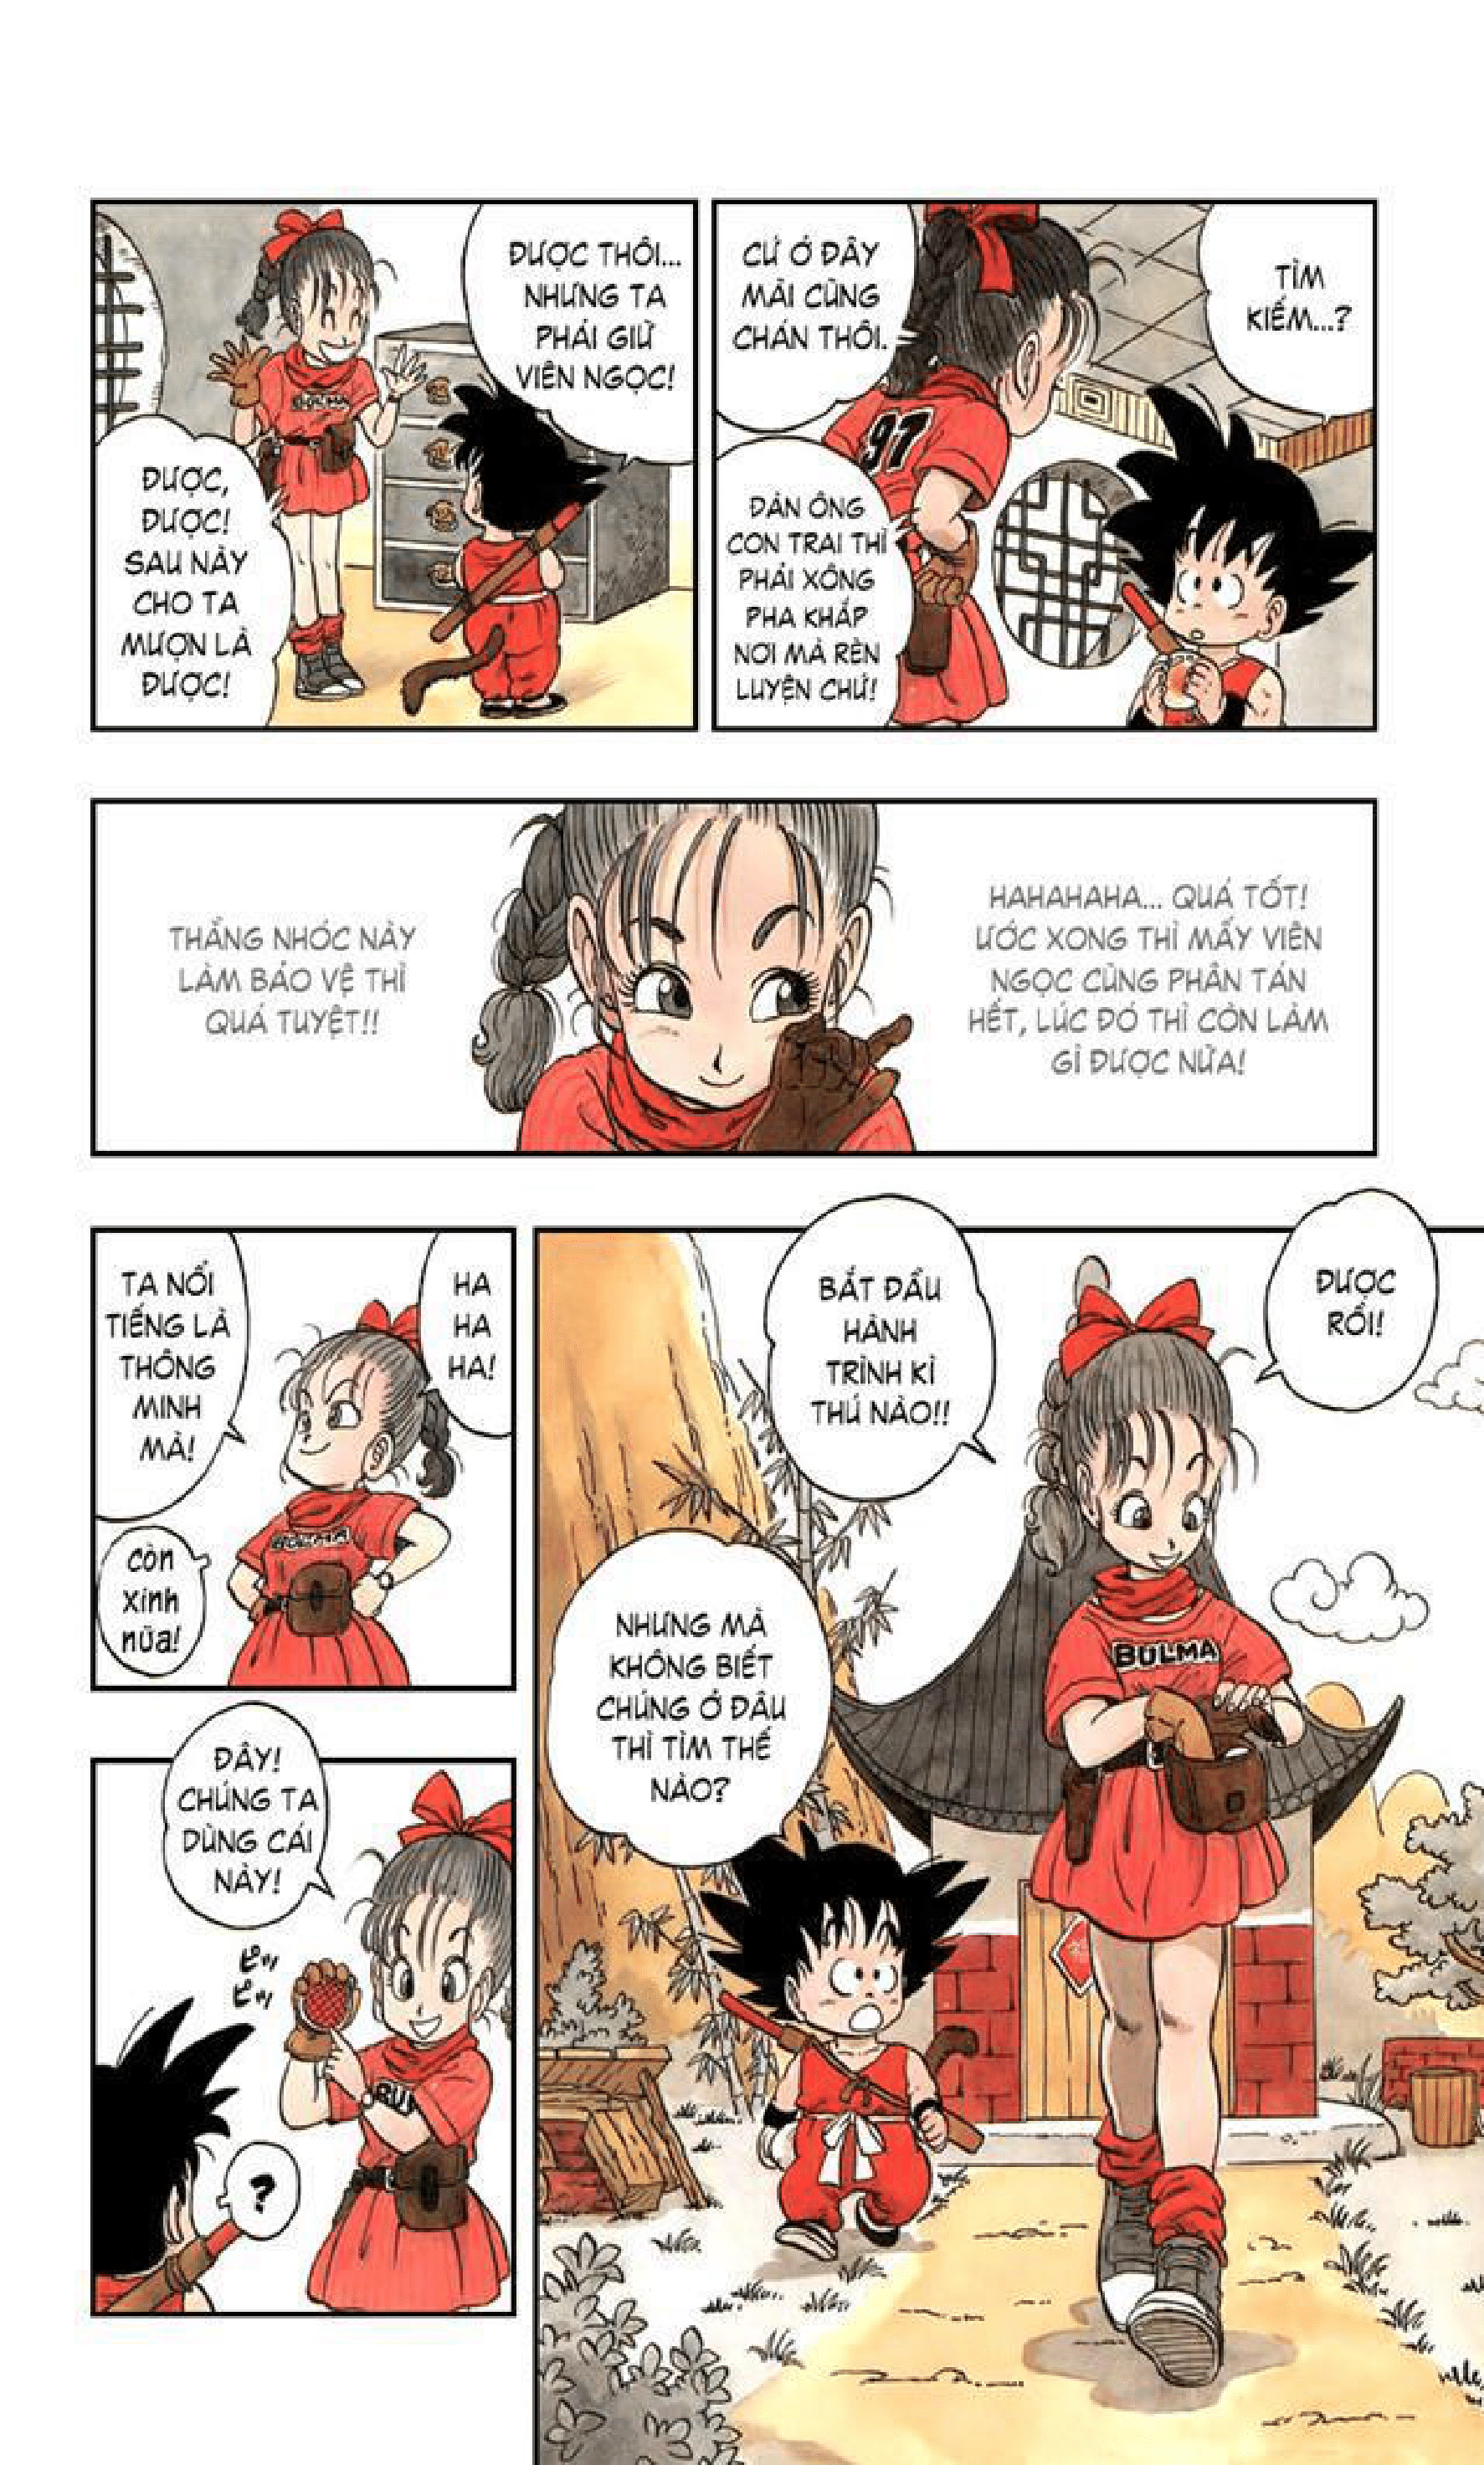 TÌM
KIẾM...?
CỨ Ở ĐÂY
MÃI CŨNG
CHÁN THÔI.
97
ĐÀN ÔNG
CON TRAI THÌ
PHẢI XÔNG
PHA KHẮP
NƠI MÀ RÈN
LUYỆN CHỨ!
ĐƯỢC THÔI...
NHƯNG TA
PHẢI GIỮ
VIÊN NGỌC!
BULMA
ĐƯỢC,
ĐƯỢC!
SAU NÀY
CHO TA
MƯỢN LÀ
ĐƯỢC!
HAHAHAHA... QUÁ TỐT!
ƯỚC XONG THÌ MẤY VIÊN
NGỌC CŨNG PHÂN TÁN
HẾT, LÚC ĐÓ THÌ CÒN LÀM
GÌ ĐƯỢC NỮA!
THẰNG NHÓC NÀY
LÀM BẢO VỆ THÌ
QUÁ TUYỆT!!
ĐƯỢC
RỒI!
BẮT ĐẦU
HÀNH
TRÌNH KÌ
THÚ NÀO!!
BULMA
NHƯNG MÀ
KHÔNG BIẾT
CHÚNG Ở ĐÂU
THÌ TÌM THẾ
NÀO?
HA
HA
HA!
TA NỔI
TIẾNG LÀ
THÔNG
MINH
MÀ!
BULMA
còn
xinh
nữa!
ĐÂY!
CHÚNG TA
DÙNG CÁI
NÀY!
ピッ
ピッ
BUL
?